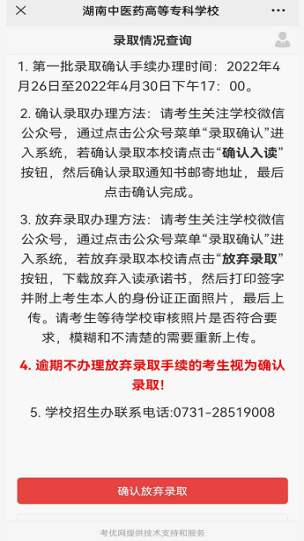 湖南中医药高等专科学校
录取情况查询
1. 第一批录取确认手续办理时间：2022年4
月26日至2022年4月30日下午17：00。
2. 确认录取办理方法：请考生关注学校微信
公众号，通过点击公众号菜单“录取确认”进
入系统，若确认录取本校请点击“确认入读”
按钮，然后确认录取通知书邮寄地址，最后
点击确认完成。
3. 放弃录取办理方法：请考生关注学校微信
公众号，通过点击公众号菜单“录取确认”进
入系统，若放弃录取本校请点击“放弃录取”
按钮，下载放弃入读承诺书，然后打印签字
并附上考生本人的身份证正面照片，最后上
传。请考生等待学校审核照片是否符合要
求，模糊和不清楚的需要重新上传。
4. 逾期不办理放弃录取手续的考生视为确认
录取！
5. 学校招生办联系电话:0731-28519008
确认放弃录取
考优网提供技术支持和服务